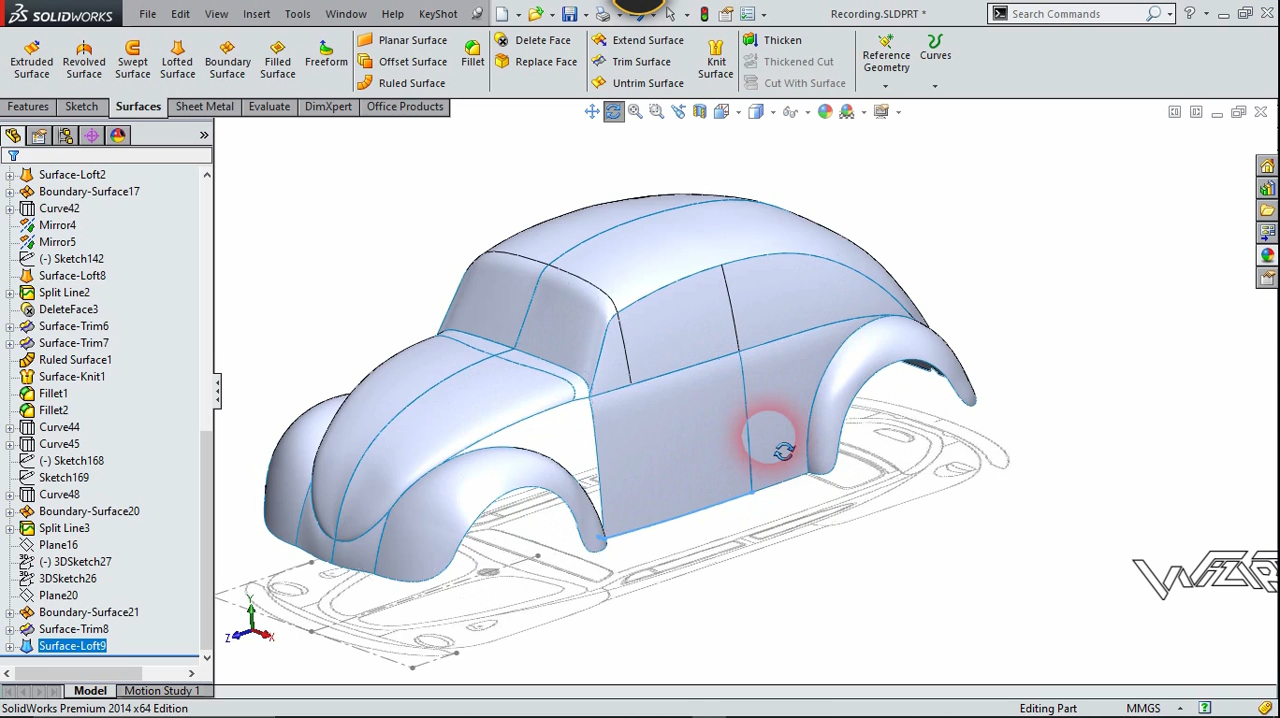 SOLIDWORKS File Edit View Insert Tools Window Help KeyShot Recording.SLDPRT * Search Commands
Extruded Surface Revolved Surface Swept Surface Lofted Surface Boundary Surface Filled Surface Freeform Planar Surface Offset Surface Ruled Surface Fillet Delete Face Replace Face Extend Surface Trim Surface Untrim Surface Knit Surface Thicken Thickened Cut Cut With Surface Reference Geometry Curves
Features Sketch Surfaces Sheet Metal Evaluate DimXpert Office Products
Surface-Loft2
Boundary-Surface17
Curve42
Mirror4
Mirror5
(-) Sketch142
Surface-Loft8
Split Line2
DeleteFace3
Surface-Trim6
Surface-Trim7
Ruled Surface1
Surface-Knit1
Fillet1
Fillet2
Curve44
Curve45
(-) Sketch168
Sketch169
Curve48
Boundary-Surface20
Split Line3
Plane16
(-) 3DSketch27
3DSketch26
Plane20
Boundary-Surface21
Surface-Trim8
Surface-Loft9
Y
Z X
Model Motion Study 1
SolidWorks Premium 2014 x64 Edition Editing Part MMGS